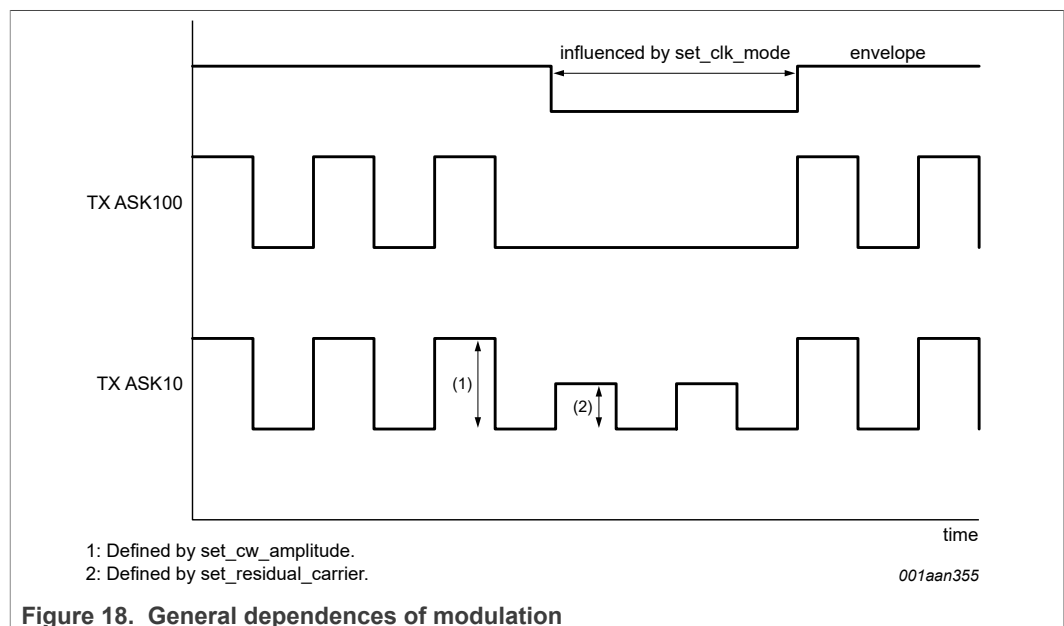 influenced by set_clk_mode
envelope
TX ASK100
TX ASK10
(1)
(2)
time
1: Defined by set_cw_amplitude.
2: Defined by set_residual_carrier.
001aan355
Figure 18. General dependences of modulation